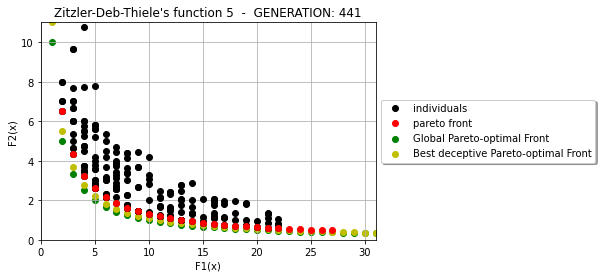 Zitzler-Deb-Thiele's function 5 - GENERATION: 441
10
8
6
4
2
0
F2(x)
0 5 10 15 20 25 30
F1(x)
individuals
pareto front
Global Pareto-optimal Front
Best deceptive Pareto-optimal Front